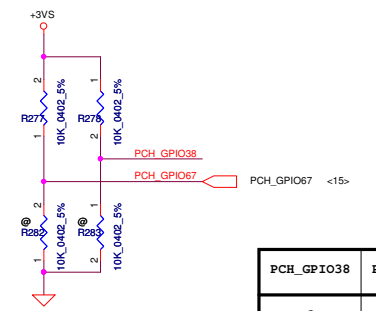 +3VS
2
1
R277
10K_0402_5%
R278
10K_0402_5%
1
2
PCH_GPIO38
PCH_GPIO67
PCH_GPIO67 <15>
@
R282
10K_0402_5%
@
R283
10K_0402_5%
2
1
1
2
PCH_GPIO38